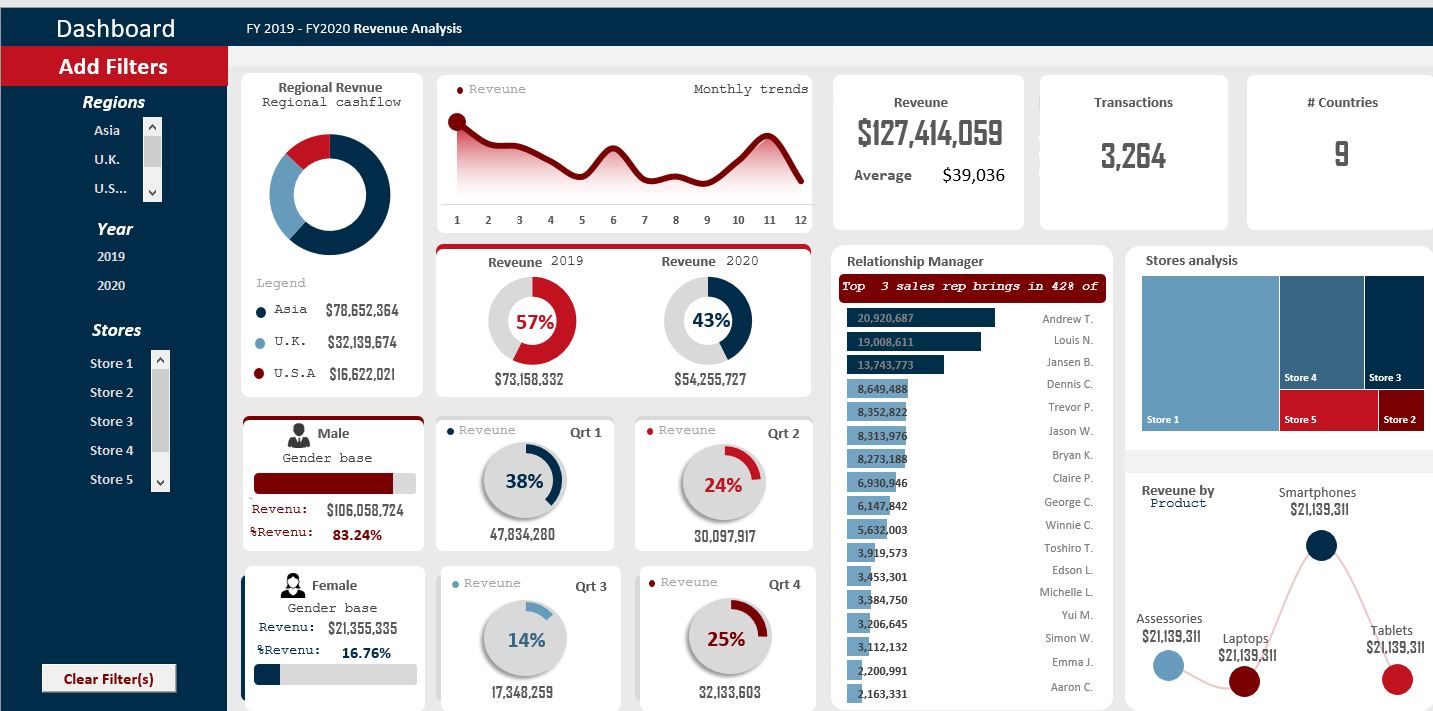 Dashboard
FY 2019 - FY2020 Revenue Analysis
Add Filters
Regions
Asia
U.K.
U.S...
Year
2019
2020
Stores
Store 1
Store 2
Store 3
Store 4
Store 5
Clear Filter(s)
Regional Revnue
Regional cashflow
Legend
Asia $78,652,364
U.K. $32,139,674
U.S.A $16,622,021
Reveune
Monthly trends
1 2 3 4 5 6 7 8 9 10 11 12
Reveune
$127,414,059
Average $39,036
Transactions
3,264
# Countries
9
Reveune 2019
57%
$73,158,332
Reveune 2020
43%
$54,255,727
Male
Gender base
Revenu: $106,058,724
%Revenu: 83.24%
Reveune Qrt 1
38%
47,834,280
Reveune Qrt 2
24%
30,097,917
Female
Gender base
Revenu: $21,355,335
%Revenu: 16.76%
Reveune Qrt 3
14%
17,348,259
Reveune Qrt 4
25%
32,133,603
Relationship Manager
Top 3 sales rep brings in 42% of
20,920,687 Andrew T.
19,008,611 Louis N.
13,743,773 Jansen B.
8,649,488 Dennis C.
8,352,822 Trevor P.
8,313,976 Jason W.
8,273,188 Bryan K.
6,930,946 Claire P.
6,147,842 George C.
5,632,003 Winnie C.
3,919,573 Toshiro T.
3,453,301 Edson L.
3,384,750 Michelle L.
3,206,645 Yui M.
3,112,132 Simon W.
2,200,991 Emma J.
2,163,331 Aaron C.
Stores analysis
Store 1
Store 4
Store 3
Store 5
Store 2
Reveune by
Product
Smartphones
$21,139,311
Assessories
$21,139,311
Laptops
$21,139,311
Tablets
$21,139,311